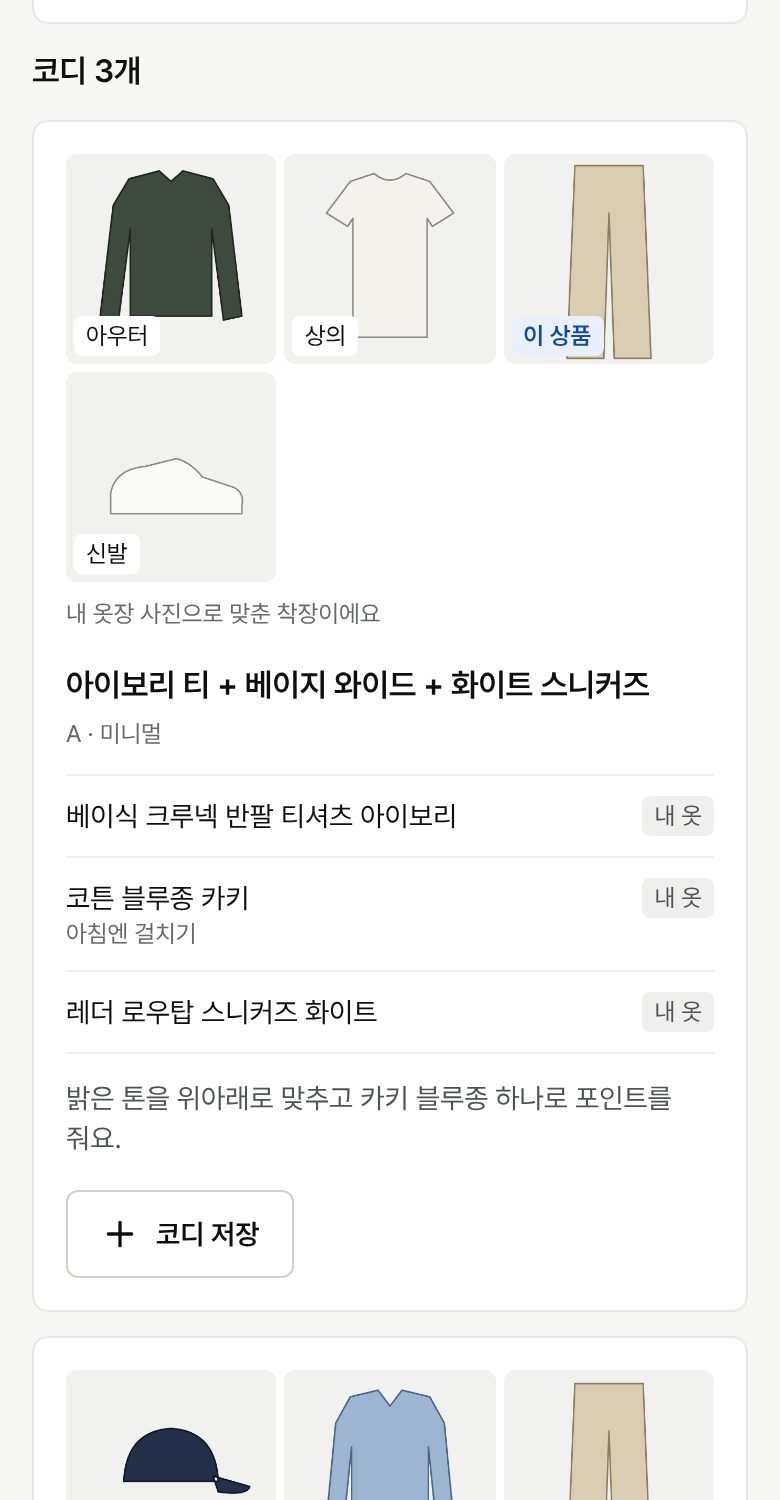 코디 3개
아우터
상의
이 상품
신발
내 옷장 사진으로 맞춘 착장이에요
아이보리 티 + 베이지 와이드 + 화이트 스니커즈
A · 미니멀
베이식 크루넥 반팔 티셔츠 아이보리
내 옷
코튼 블루종 카키
내 옷
아침엔 걸치기
레더 로우탑 스니커즈 화이트
내 옷
밝은 톤을 위아래로 맞추고 카키 블루종 하나로 포인트를
줘요.
코디 저장